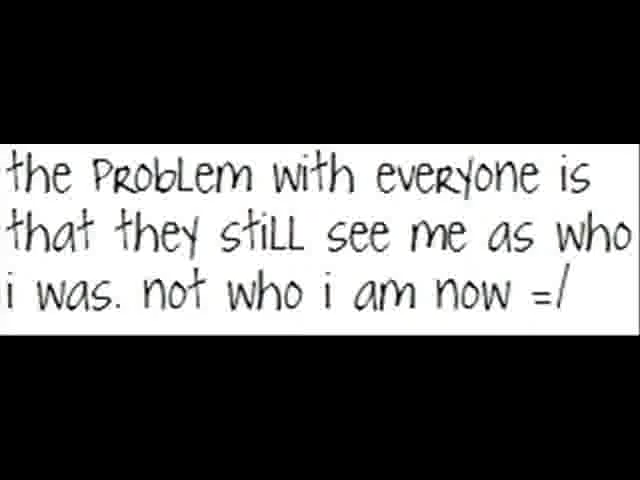 the PRobLem with eveRyone is
that they stiLL see me as who
i was. not who i am now =/